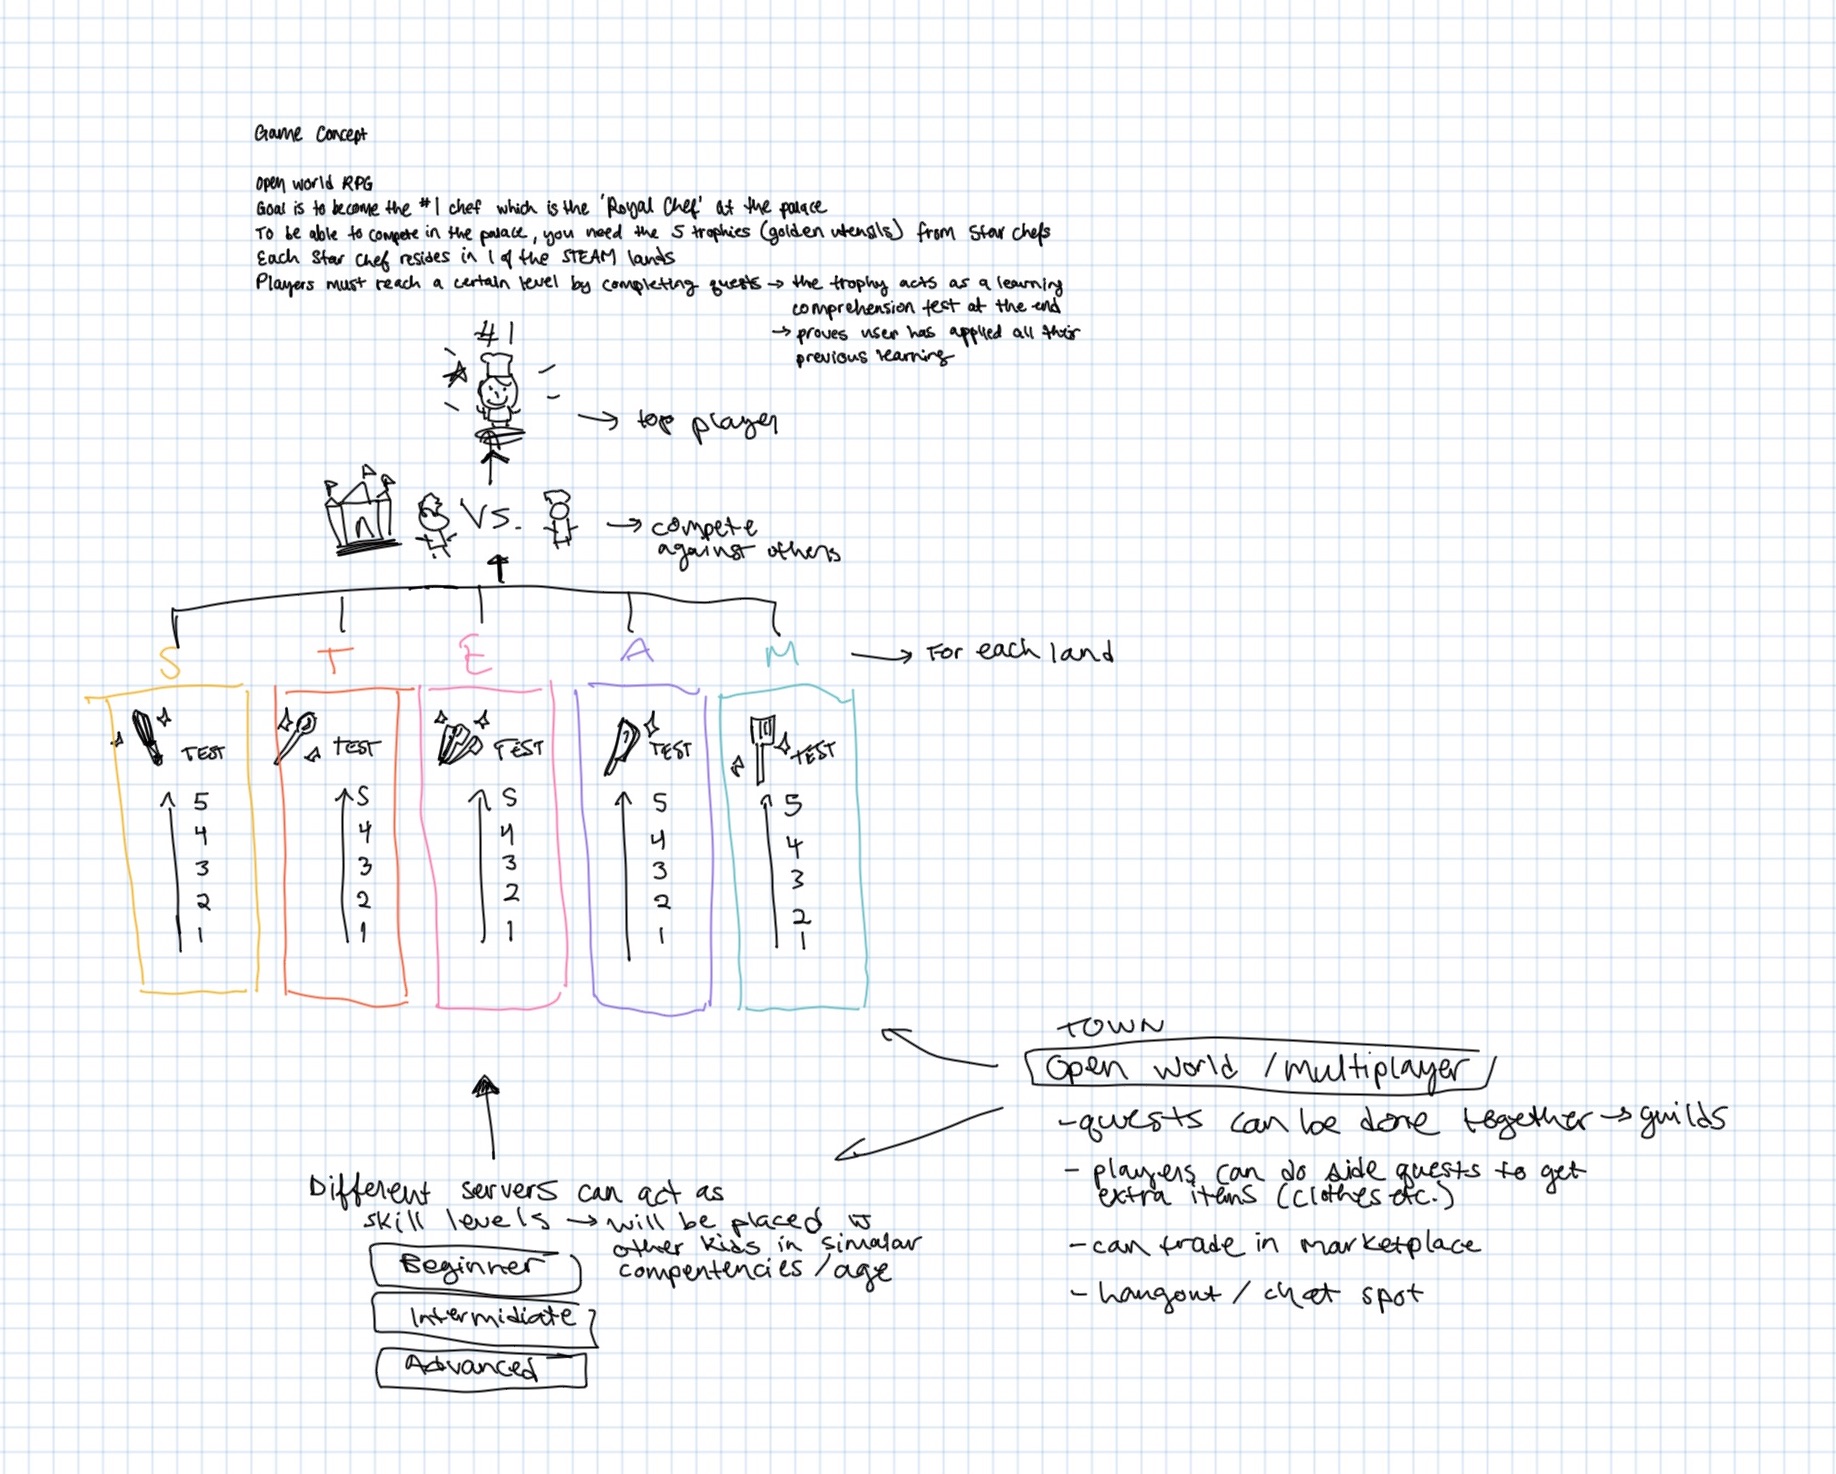 Game Concept
Open world RPG
Goal is to become the #1 chef which is the 'Royal Chef' at the palace
To be able to compete in the palace, you need the 5 trophies (golden utensils) from Star Chefs
Each Star Chef resides in 1 of the STEAM lands
Players must reach a certain level by completing quests → the trophy acts as a learning
comprehension test at the end
→ proves user has applied all their
previous learning
#1
→ top player
VS.
→ compete
against others
S T E A M → For each land
TEST TEST TEST TEST TEST
5 5 5 5 5
4 4 4 4 4
3 3 3 3 3
2 2 2 2 2
1 1 1 1 1
TOWN
Open world / multiplayer
- quests can be done together → guilds
- players can do side quests to get
extra items (clothes etc.)
- can trade in marketplace
- hangout / chat spot
Different servers can act as
skill levels → will be placed w
other kids in simalar
compentencies / age
Beginner
Intermidiate
Advanced